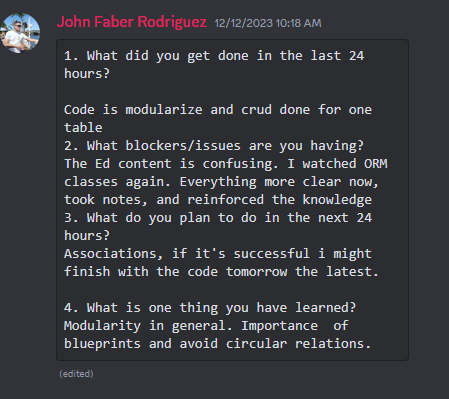 John Faber Rodriguez 12/12/2023 10:18 AM
1. What did you get done in the last 24
hours?
Code is modularize and crud done for one
table
2. What blockers/issues are you having?
The Ed content is confusing. I watched ORM
classes again. Everything more clear now,
took notes, and reinforced the knowledge
3. What do you plan to do in the next 24
hours?
Associations, if it's successful i might
finish with the code tomorrow the latest.
4. What is one thing you have learned?
Modularity in general. Importance  of
blueprints and avoid circular relations.
(edited)